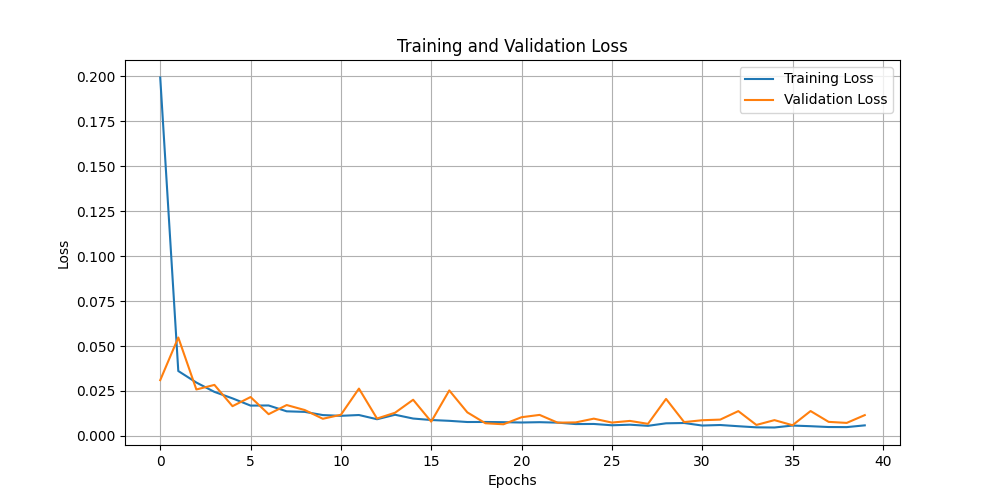 Training and Validation Loss
Training Loss
Validation Loss
0.200
0.175
0.150
0.125
0.100
0.075
0.050
0.025
0.000
Loss
0 5 10 15 20 25 30 35 40
Epochs